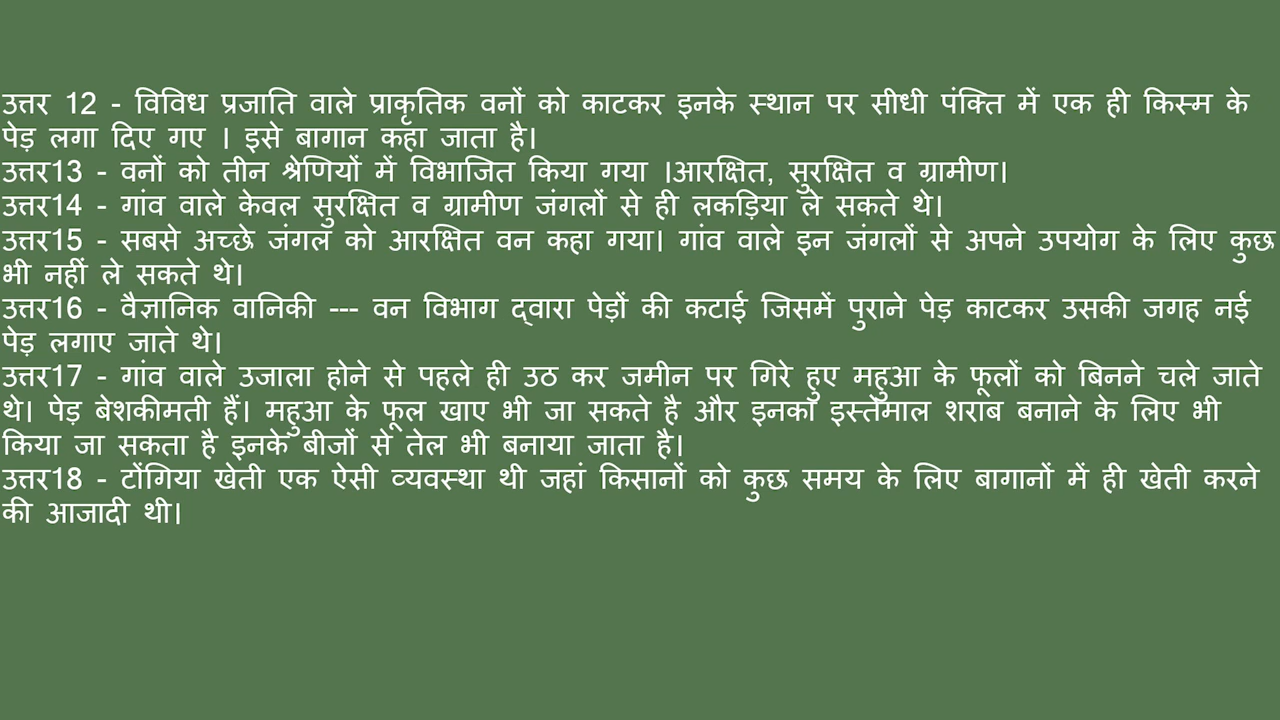 उत्तर 12 - विविध प्रजाति वाले प्राकृतिक वनों को काटकर इनके स्थान पर सीधी पंक्ति में एक ही किस्म के
पेड़ लगा दिए गए । इसे बागान कहा जाता है।
उत्तर13 - वनों को तीन श्रेणियों में विभाजित किया गया ।आरक्षित, सुरक्षित व ग्रामीण।
उत्तर14 - गांव वाले केवल सुरक्षित व ग्रामीण जंगलों से ही लकड़िया ले सकते थे।
उत्तर15 - सबसे अच्छे जंगल को आरक्षित वन कहा गया। गांव वाले इन जंगलों से अपने उपयोग के लिए कुछ
भी नहीं ले सकते थे।
उत्तर16 - वैज्ञानिक वानिकी --- वन विभाग द्वारा पेड़ों की कटाई जिसमें पुराने पेड़ काटकर उसकी जगह नई
पेड़ लगाए जाते थे।
उत्तर17 - गांव वाले उजाला होने से पहले ही उठ कर जमीन पर गिरे हुए महुआ के फूलों को बिनने चले जाते
थे। पेड़ बेशकीमती हैं। महुआ के फूल खाए भी जा सकते है और इनका इस्तेमाल शराब बनाने के लिए भी
किया जा सकता है इनके बीजों से तेल भी बनाया जाता है।
उत्तर18 - टोंगिया खेती एक ऐसी व्यवस्था थी जहां किसानों को कुछ समय के लिए बागानों में ही खेती करने
की आजादी थी।